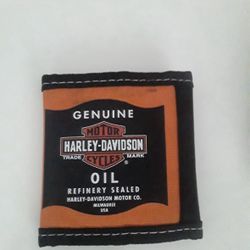 GENUINE
MOTOR
HARLEY-DAVIDSON
CYCLES
TRADE MARK
OIL
REFINERY SEALED
HARLEY-DAVIDSON MOTOR CO.
MILWAUKEE
USA